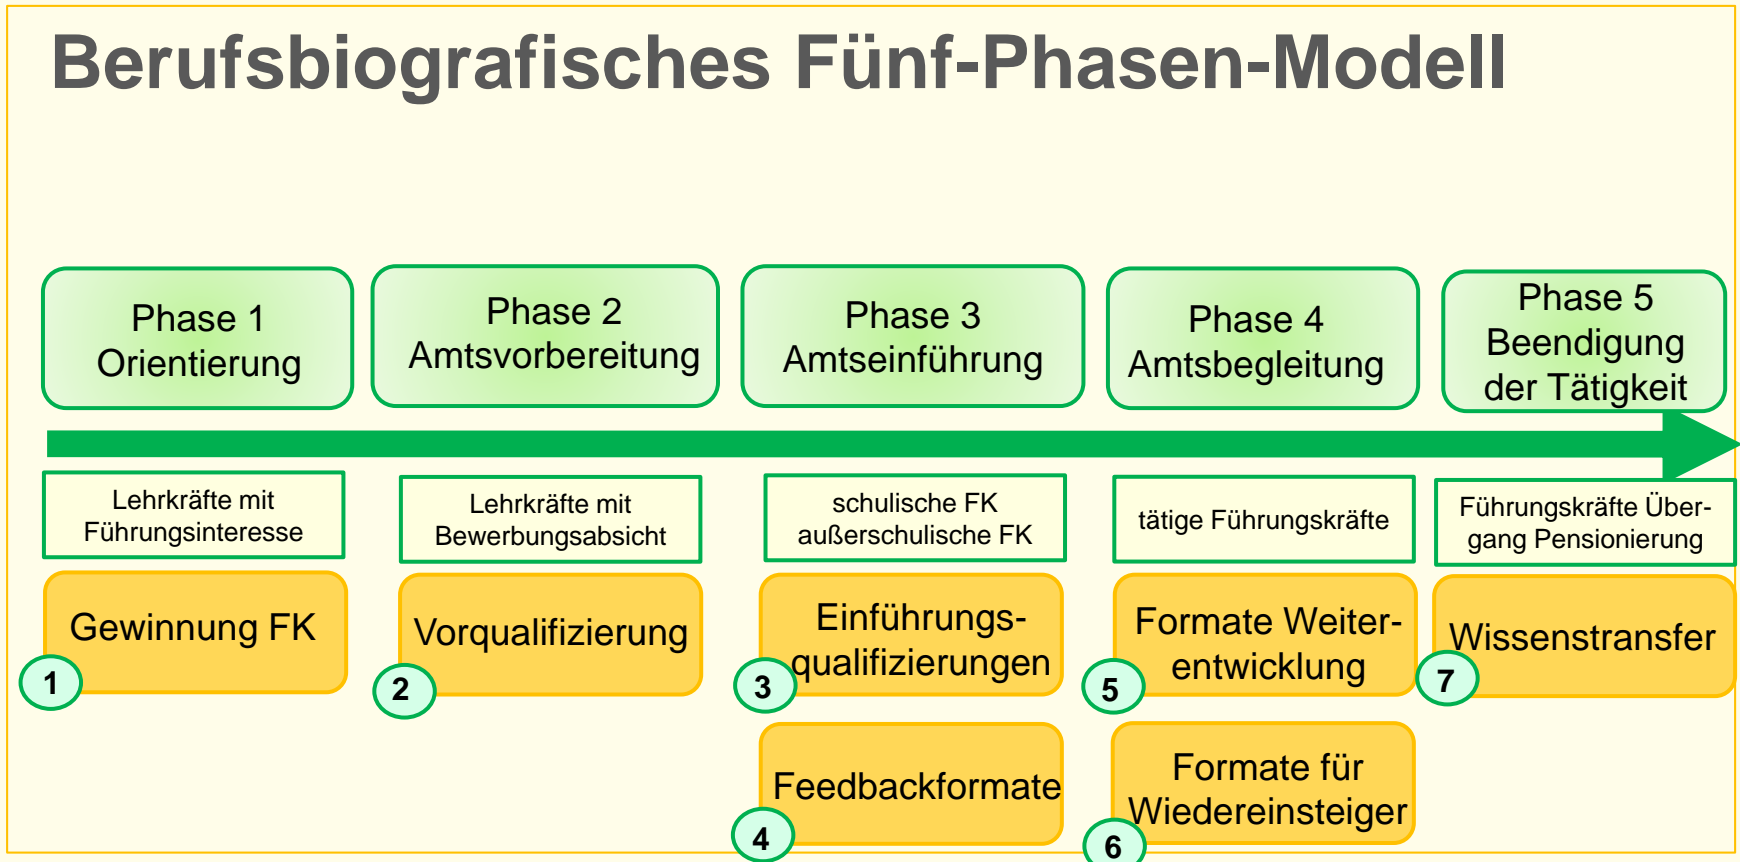 Berufsbiografisches Fünf-Phasen-Modell
Phase 1
Orientierung
Phase 2
Amtsvorbereitung
Phase 3
Amtseinführung
Phase 4
Amtsbegleitung
Phase 5
Beendigung
der Tätigkeit
Lehrkräfte mit
Führungsinteresse
Lehrkräfte mit
Bewerbungsabsicht
schulische FK
außerschulische FK
tätige Führungskräfte
Führungskräfte Über-
gang Pensionierung
Gewinnung FK
1
Vorqualifizierung
2
Einführungs-
qualifizierungen
3
Formate Weiter-
entwicklung
5
Wissenstransfer
7
Feedbackformate
4
Formate für
Wiedereinsteiger
6